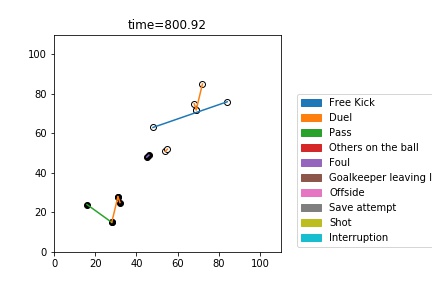 time=800.92
100
80
60
40
20
0
0 20 40 60 80 100
Free Kick
Duel
Pass
Others on the ball
Foul
Goalkeeper leaving l
Offside
Save attempt
Shot
Interruption